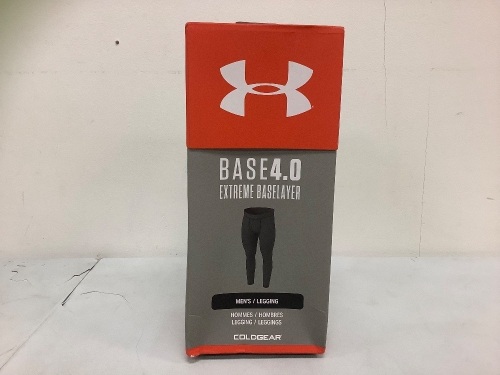 BASE4.0
EXTREME BASELAYER
MEN'S / LEGGING
HOMMES / HOMBRES
LEGGING / LEGGINGS
COLDGEAR